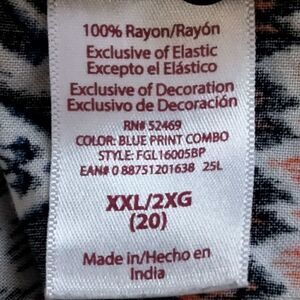 100% Rayon/Rayón
Exclusive of Elastic
Excepto el Elástico
Exclusive of Decoration
Exclusivo de Decoración
RN# 52469
COLOR: BLUE PRINT COMBO
STYLE: FGL16005BP
EAN# 0 88751201638 25L
XXL/2XG
(20)
Made in/Hecho en
India